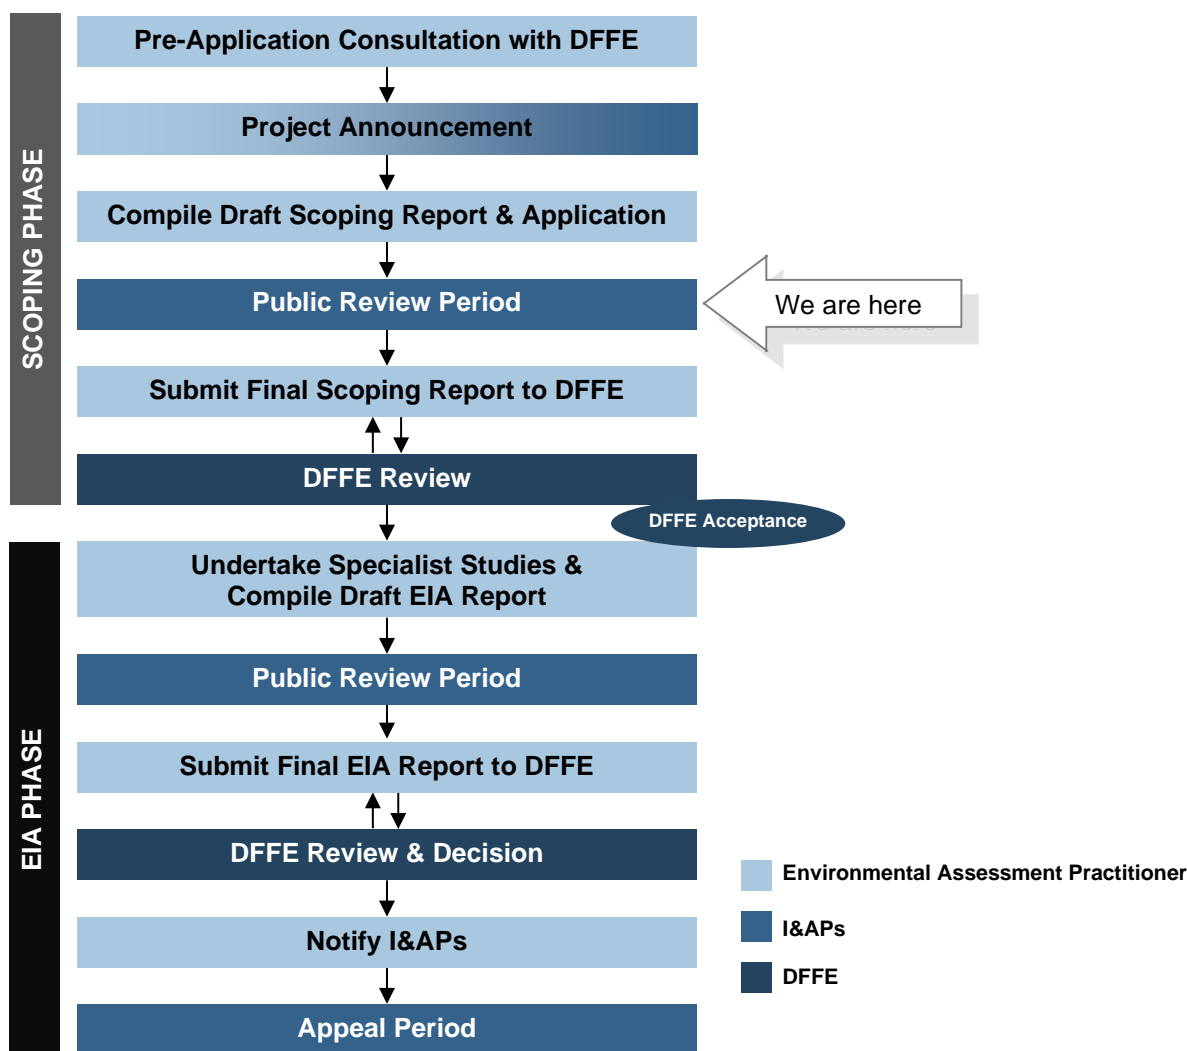 SCOPING PHASE
Pre-Application Consultation with DFFE
Project Announcement
Compile Draft Scoping Report & Application
Public Review Period
We are here
Submit Final Scoping Report to DFFE
DFFE Review
DFFE Acceptance
EIA PHASE
Undertake Specialist Studies &
Compile Draft EIA Report
Public Review Period
Submit Final EIA Report to DFFE
DFFE Review & Decision
Notify I&APs
Appeal Period
Environmental Assessment Practitioner
I&APs
DFFE